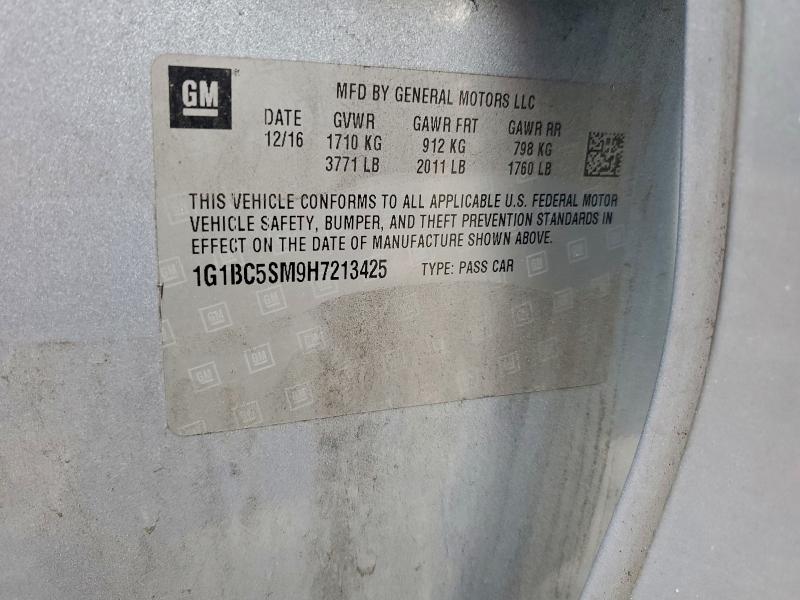 GM
MFD BY GENERAL MOTORS LLC
DATE GVWR GAWR FRT GAWR RR
12/16 1710 KG 912 KG 798 KG
3771 LB 2011 LB 1760 LB
THIS VEHICLE CONFORMS TO ALL APPLICABLE U.S. FEDERAL MOTOR
VEHICLE SAFETY, BUMPER, AND THEFT PREVENTION STANDARDS IN
EFFECT ON THE DATE OF MANUFACTURE SHOWN ABOVE.
1G1BC5SM9H7213425 TYPE: PASS CAR